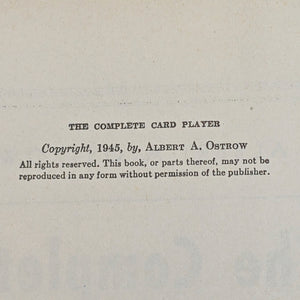 THE COMPLETE CARD PLAYER
Copyright, 1945, by, ALBERT A. OSTROW
All rights reserved. This book, or parts thereof, may not be
reproduced in any form without permission of the publisher.